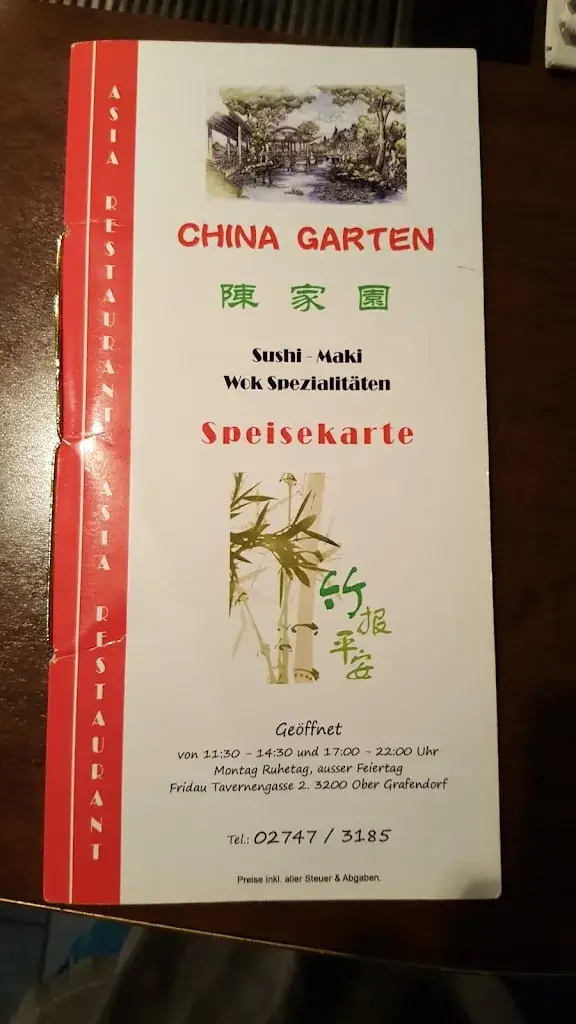 ASIA RESTAURANT ASIA RESTAURANT
CHINA GARTEN
陳家園
Sushi - Maki
Wok Spezialitäten
Speisekarte
竹报平安
Geöffnet
von 11:30 - 14:30 und 17:00 - 22:00 Uhr
Montag Ruhetag, ausser Feiertag
Fridau Tavernengasse 2. 3200 Ober Grafendorf
Tel.: 02747 / 3185
Preise inkl. aller Steuer & Abgaben.